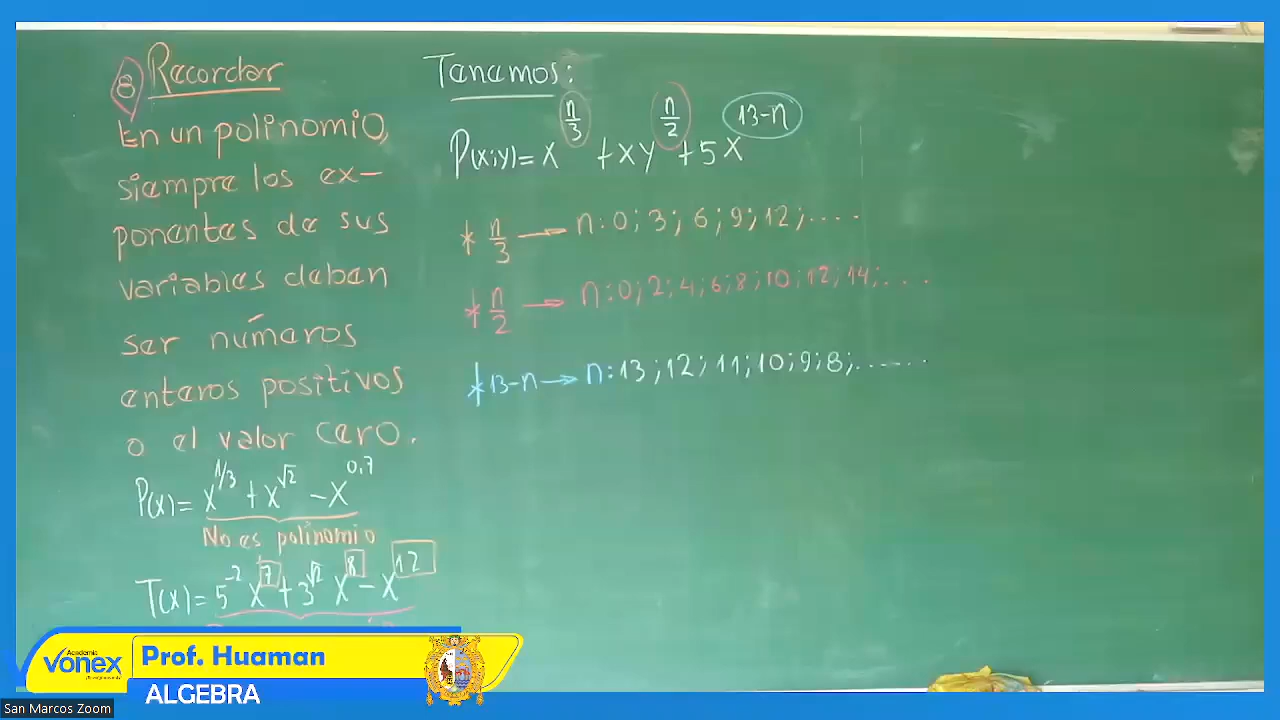 8 Recordar
En un polinomio,
siempre los ex-
ponentes de sus
variables deben
ser números
enteros positivos
o el valor cero.
P(x)= x^1/3 + x^√2 - x^0,7
No es polinomio
T(x)= 5^-2 x^7 + 3^√2 x^8 - x^12
Tenemos:
P(x;y)= x^n/3 + xy^n/2 + 5x^13-n
* n/3 → n: 0; 3; 6; 9; 12; ....
* n/2 → n: 0; 2; 4; 6; 8; 10; 12; 14; ...
* 13-n → n: 13; 12; 11; 10; 9; 8; .......
Academia
vonex
Prof. Huaman
ALGEBRA
San Marcos Zoom